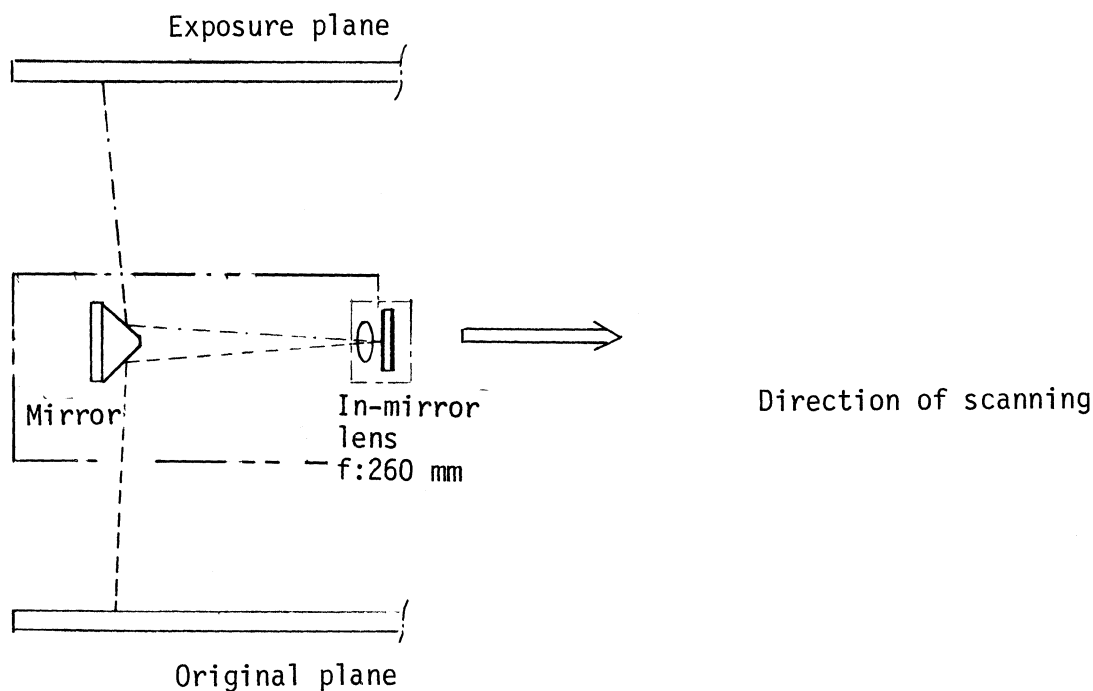 Exposure plane
Mirror
In-mirror
lens
f:260 mm
Direction of scanning
Original plane